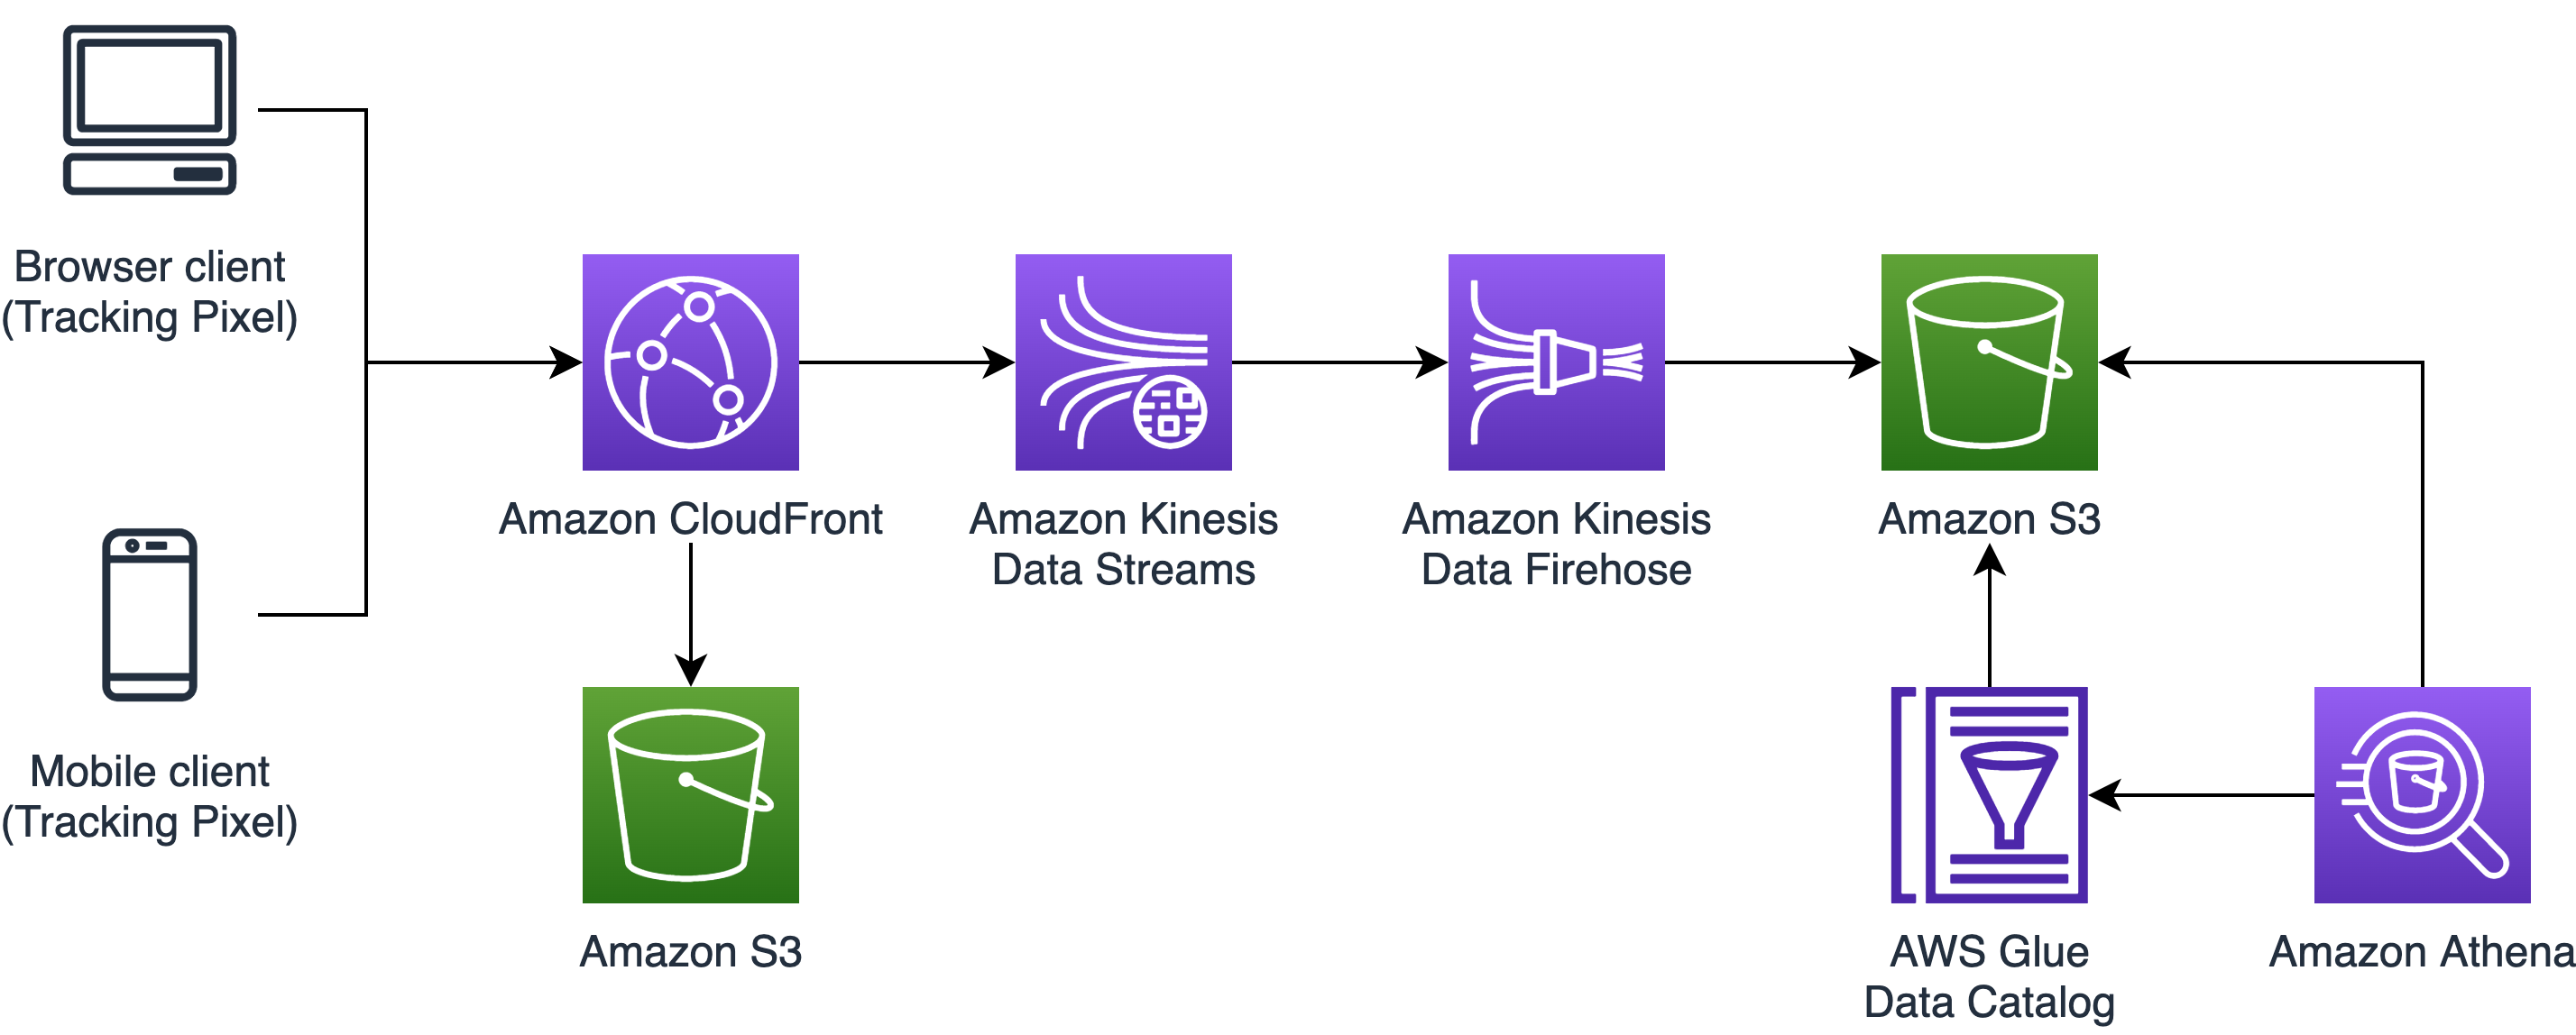 Browser client
(Tracking Pixel)
Mobile client
(Tracking Pixel)
Amazon CloudFront
Amazon S3
Amazon Kinesis
Data Streams
Amazon Kinesis
Data Firehose
Amazon S3
AWS Glue
Data Catalog
Amazon Athena